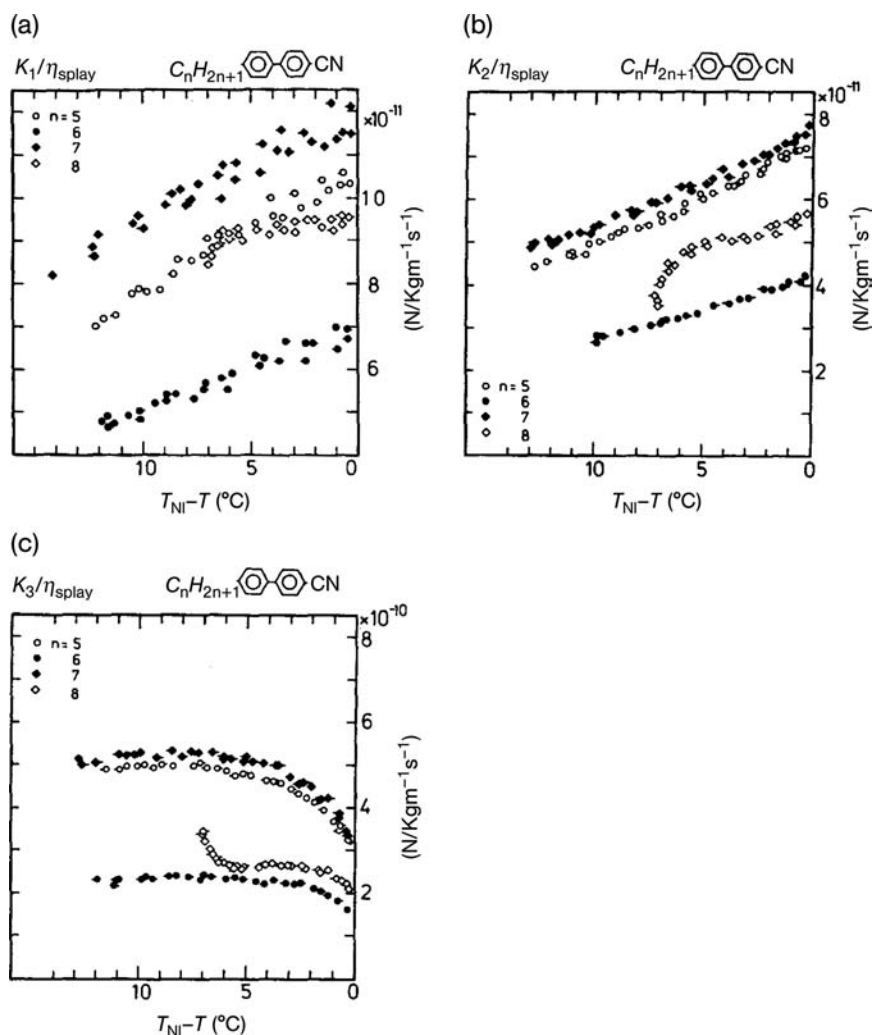 (a)
K1/ηsplay CnH2n+1 CN
n = 5
6
7
8
×10-11
10
8
6
(N/Kgm−1s−1)
10 5 0
TNI–T (°C)
(b)
K2/ηsplay CnH2n+1 CN
×10-11
8
6
4
2
(N/Kgm−1s−1)
n = 5
6
7
8
10 5 0
TNI–T (°C)
(c)
K3/ηsplay CnH2n+1 CN
n = 5
6
7
8
×10-10
8
6
4
2
(N/Kgm−1s−1)
10 5 0
TNI–T (°C)